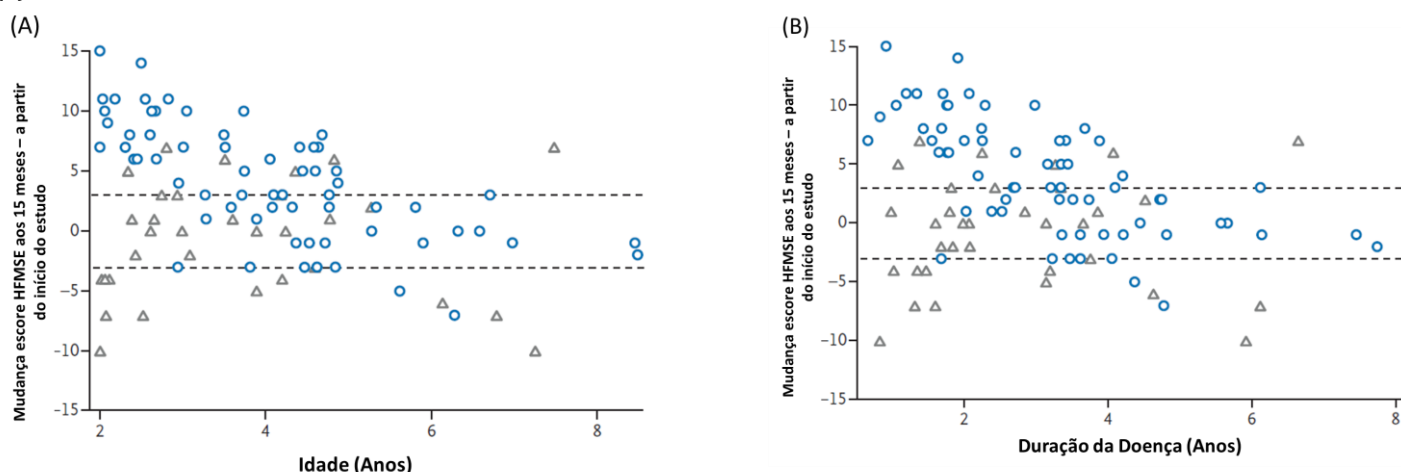 (A)
Mudança escore HFMSE aos 15 meses – a partir
do início do estudo
15
10
5
0
−5
−10
−15
2
4
6
8
Idade (Anos)
(B)
Mudança escore HFMSE aos 15 meses – a partir
do início do estudo
15
10
5
0
−5
−10
−15
2
4
6
8
Duração da Doença (Anos)